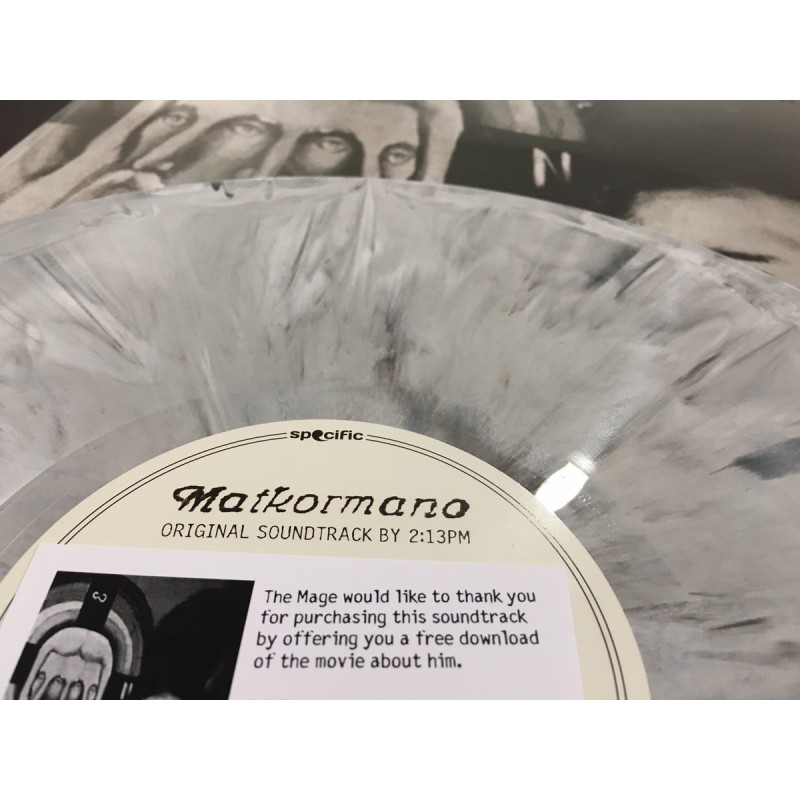 N
specific
Matkormano
ORIGINAL SOUNDTRACK BY 2:13PM
The Mage would like to thank you
for purchasing this soundtrack
by offering you a free download
of the movie about him.